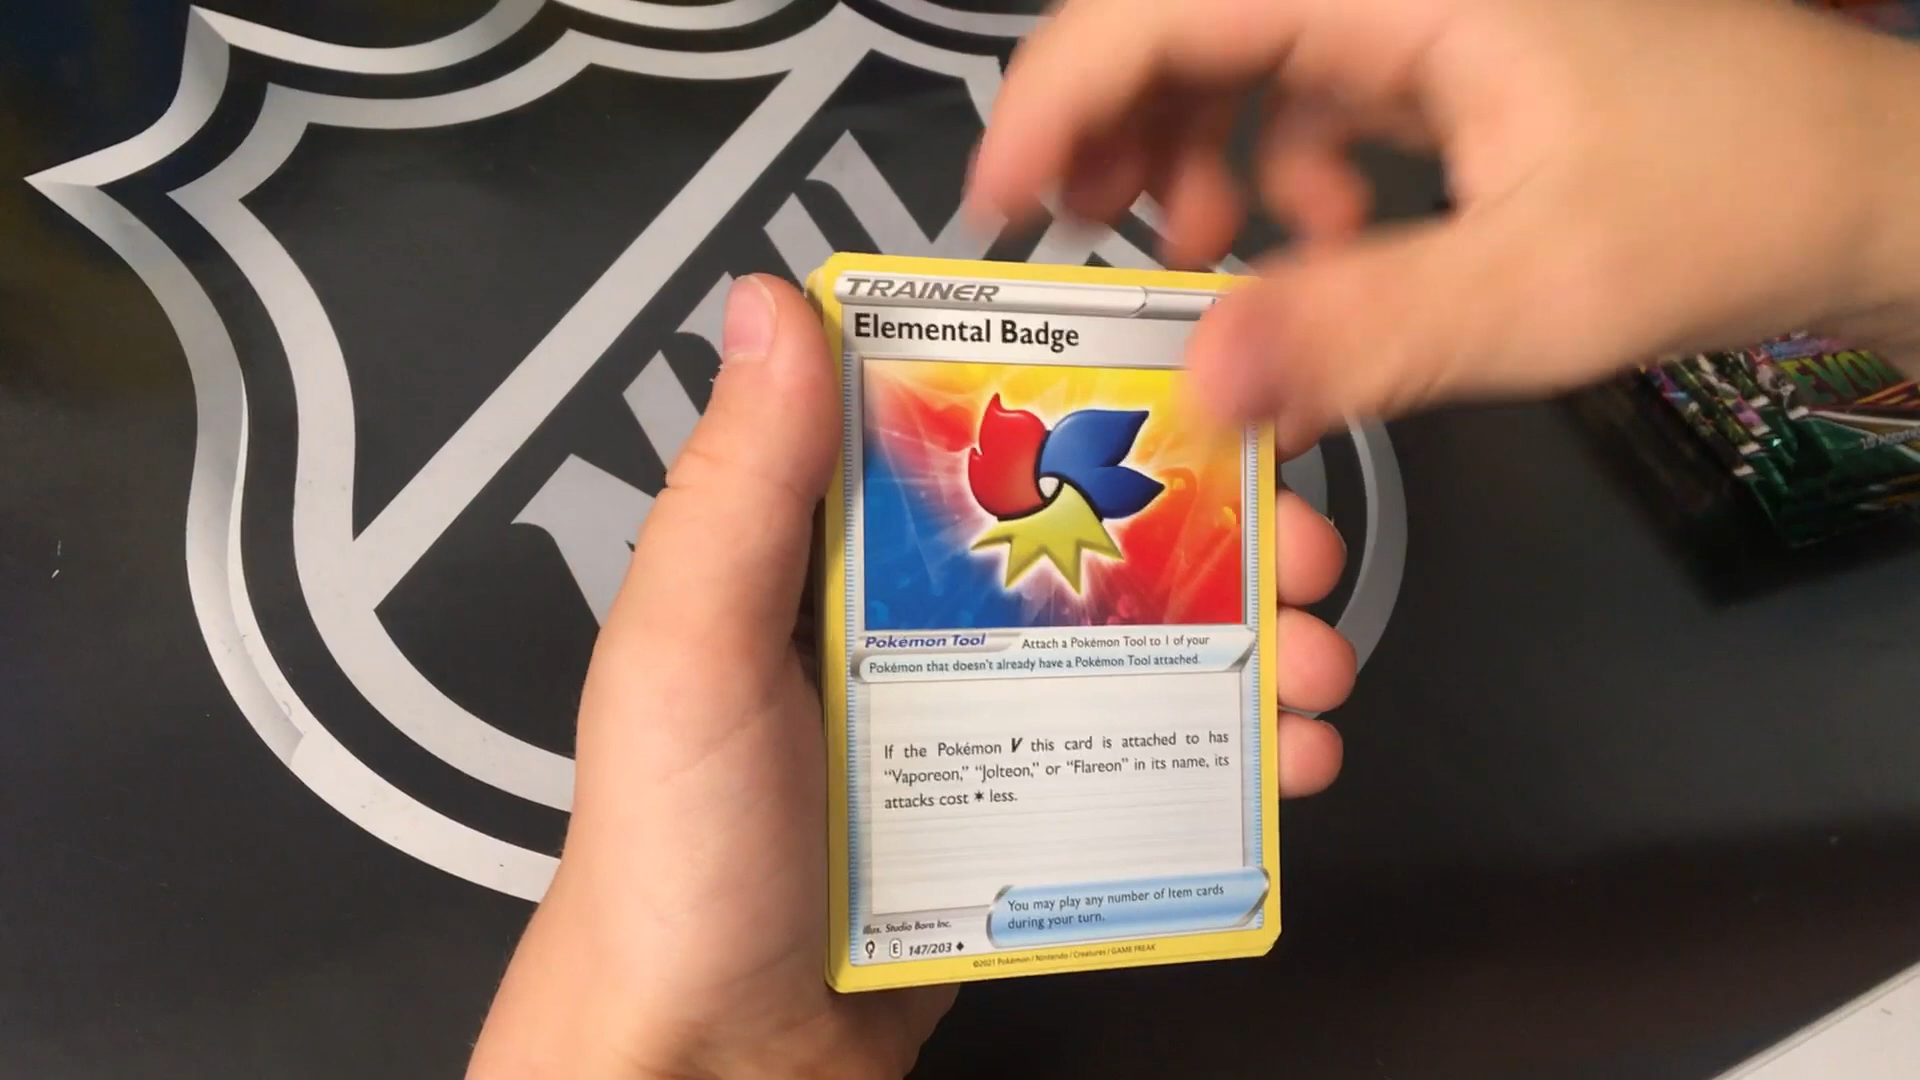 NHL
TRAINER
Elemental Badge
EVOL
Pokémon Tool
Attach a Pokémon Tool to 1 of your
Pokémon that doesn't already have a Pokémon Tool attached.
If the Pokémon V this card is attached to has
“Vaporeon,” “Jolteon,” or “Flareon” in its name, its
attacks cost ✶ less.
You may play any number of Item cards
during your turn.
Illus. Studio Bora Inc.
E 147/203 ◆
©2021 Pokémon / Nintendo / Creatures / GAME FREAK